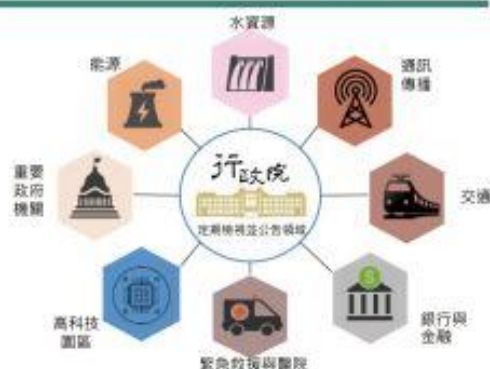 水資源
能源
通訊
傳播
重要
政府
機關
行政院
定期檢視並公告領域
交通
高科技
園區
銀行與
金融
緊急救援與醫院